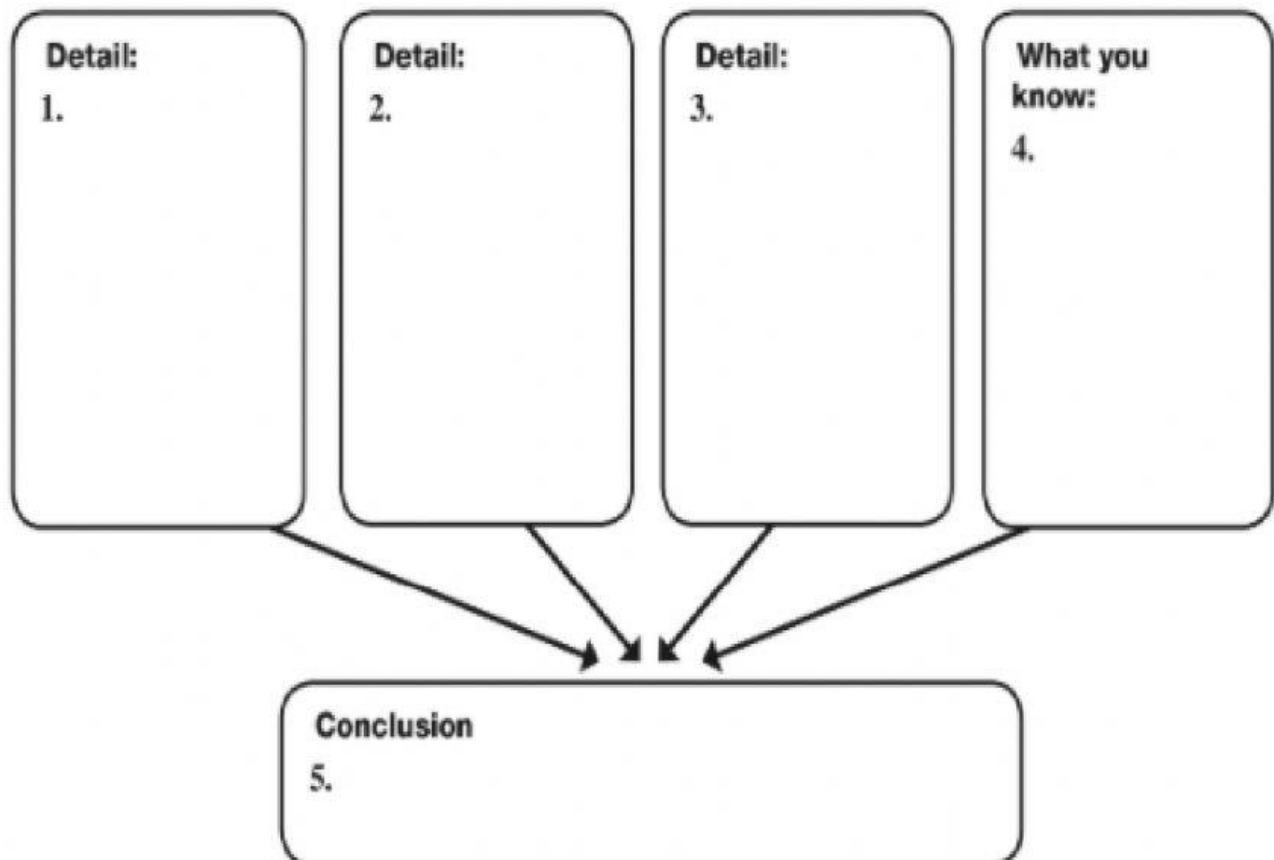 Detail:
1.
Detail:
2.
Detail:
3.
What you
know:
4.
Conclusion
5.